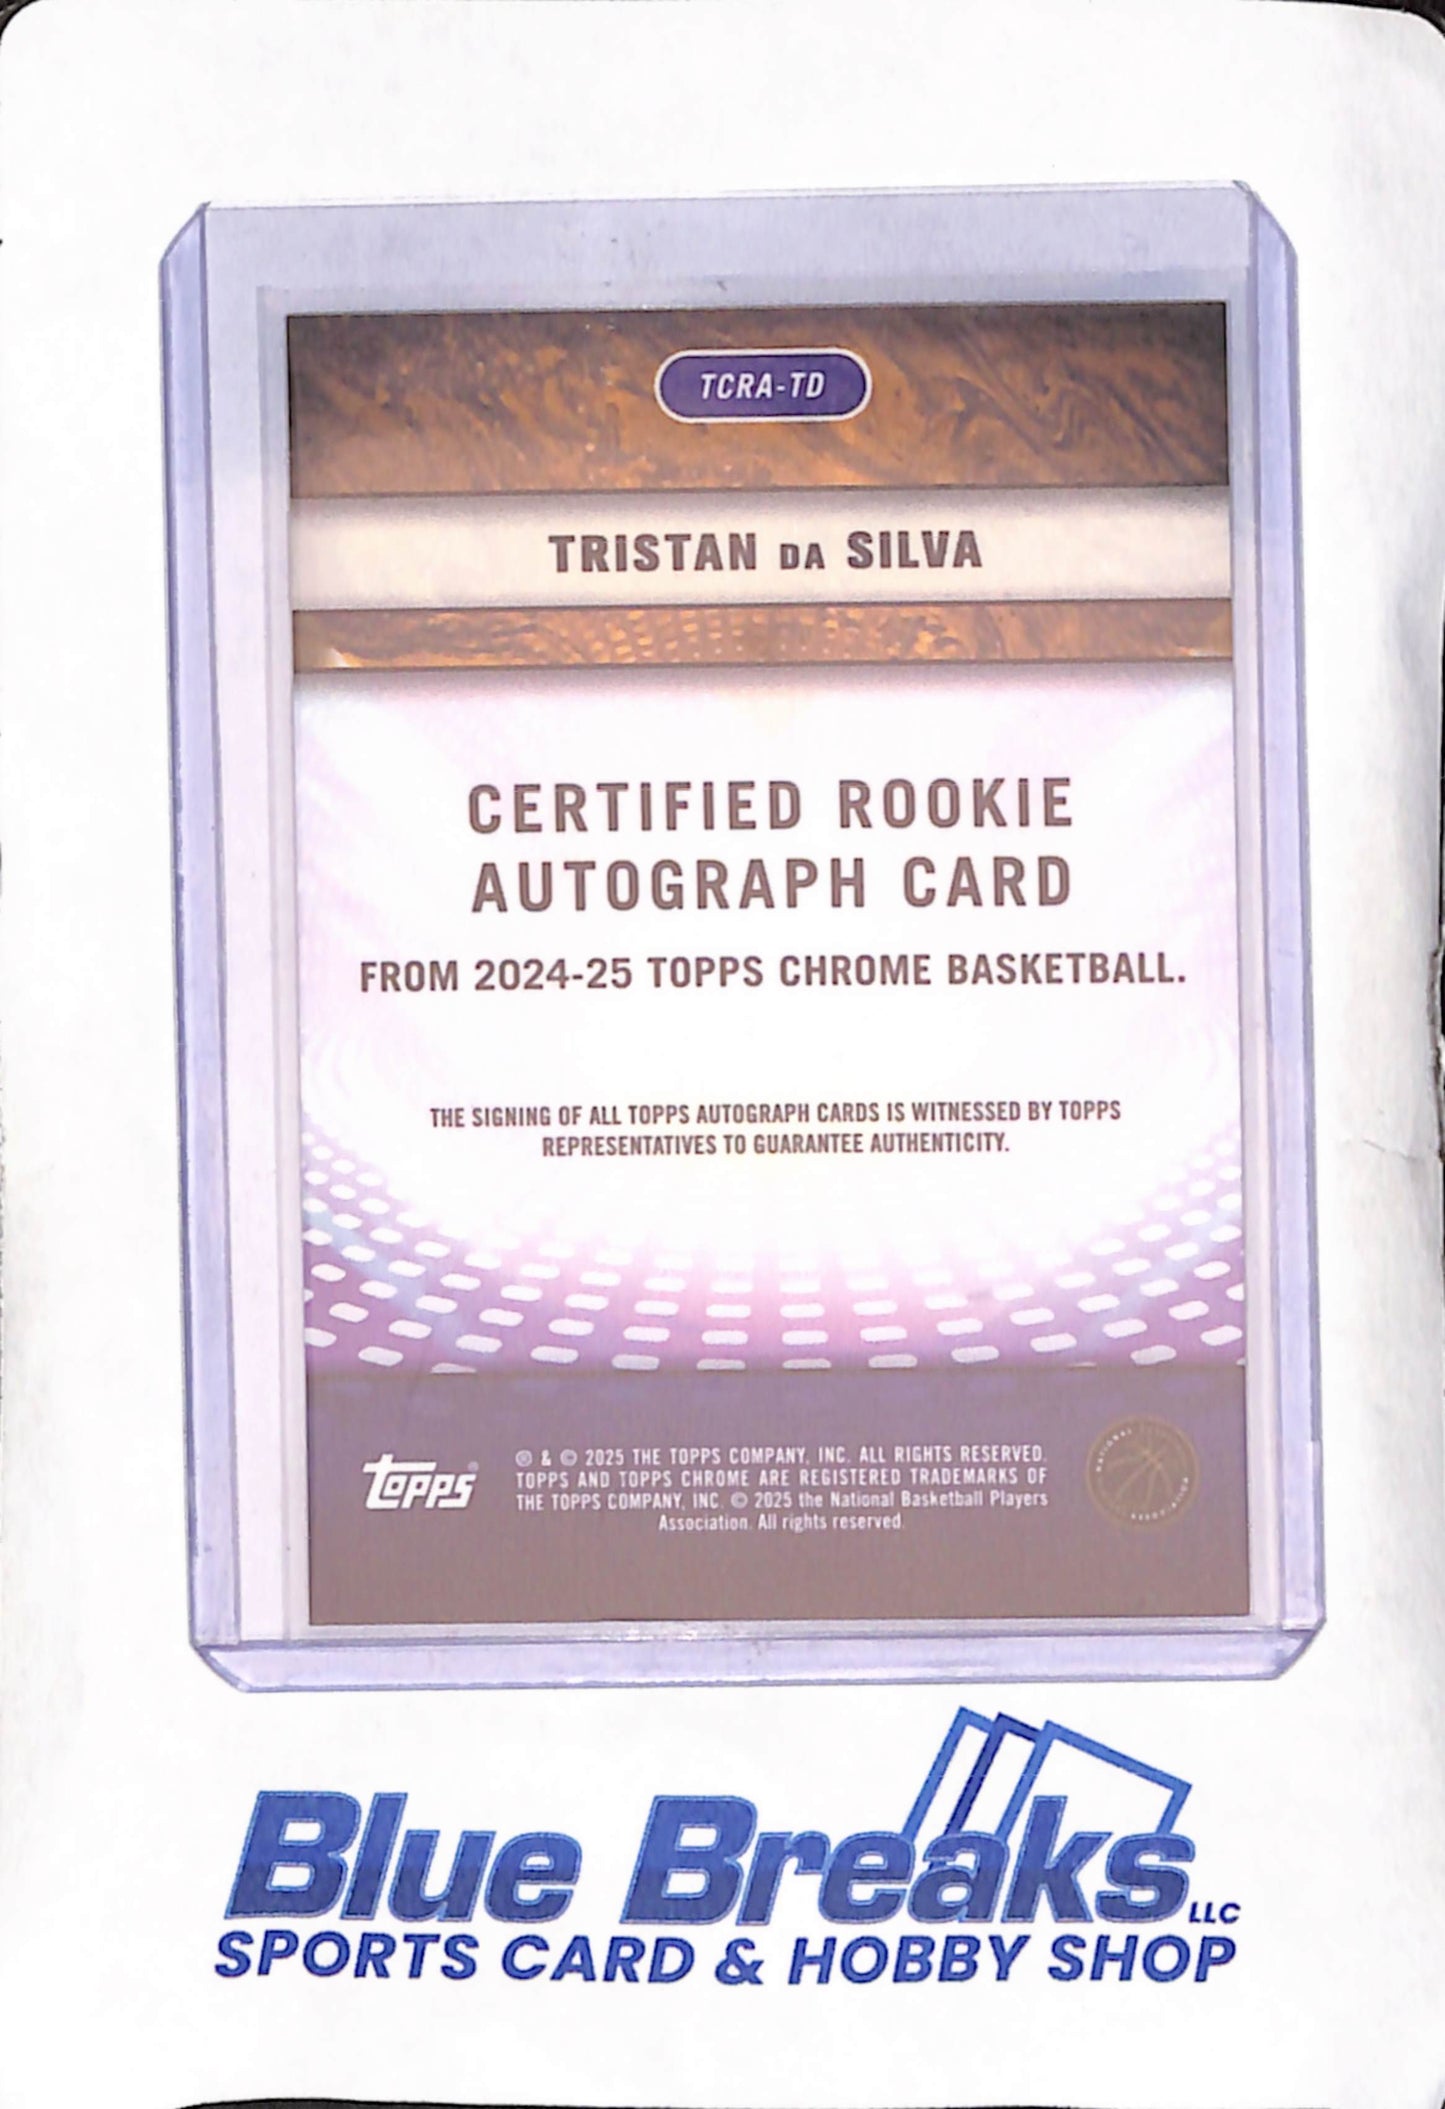 TCRA-TD
TRISTAN DA SILVA
CERTIFIED ROOKIE
AUTOGRAPH CARD
FROM 2024-25 TOPPS CHROME BASKETBALL.
THE SIGNING OF ALL TOPPS AUTOGRAPH CARDS IS WITNESSED BY TOPPS
REPRESENTATIVES TO GUARANTEE AUTHENTICITY.
TOPPS®
® & © 2025 THE TOPPS COMPANY, INC. ALL RIGHTS RESERVED.
TOPPS AND TOPPS CHROME ARE REGISTERED TRADEMARKS OF
THE TOPPS COMPANY, INC. © 2025 the National Basketball Players
Association. All rights reserved.
Blue Breaks LLC
SPORTS CARD & HOBBY SHOP